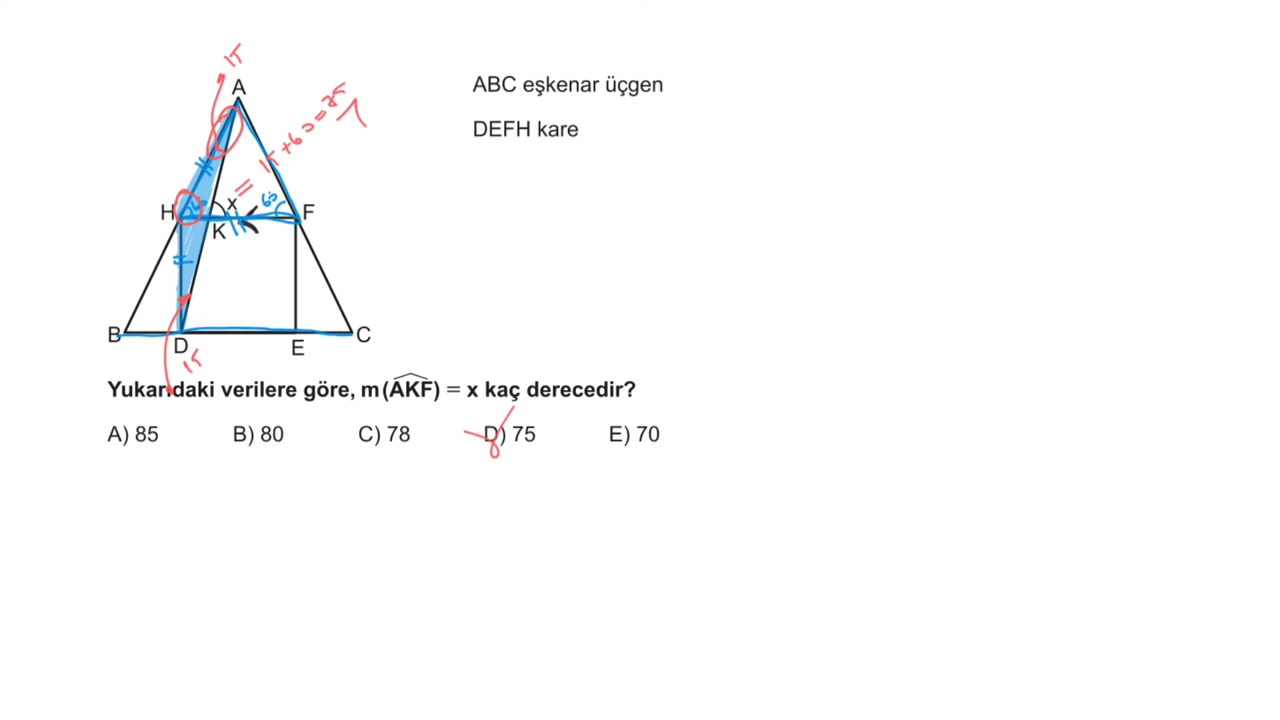 15
A
ABC eşkenar üçgen
DEFH kare
= 15+60=75
H
60
x
60
F
K
B
D
E
C
15
Yukarıdaki verilere göre, m(AKF) = x kaç derecedir?
A) 85 B) 80 C) 78 D) 75 E) 70